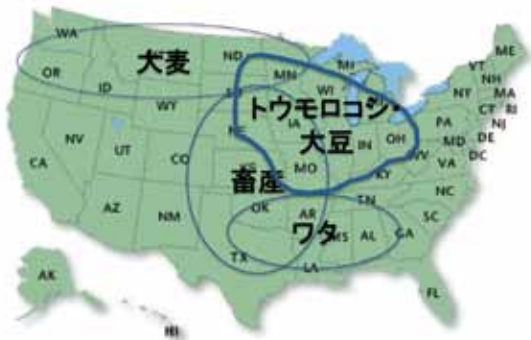 WA
ND
ME
大麦
MN
MI
VT
OR
NH
ID
WI
NY
MA
WY
トウモロコシ・
CT
RI
IA
PA
NJ
NE
NV
大豆
IN
OH
MD
DE
UT
CO
WV
VA
DC
CA
KS
MO
KY
畜産
NC
TN
OK
AR
SC
AZ
NM
ワタ
MS
AL
GA
TX
LA
AK
FL
HI